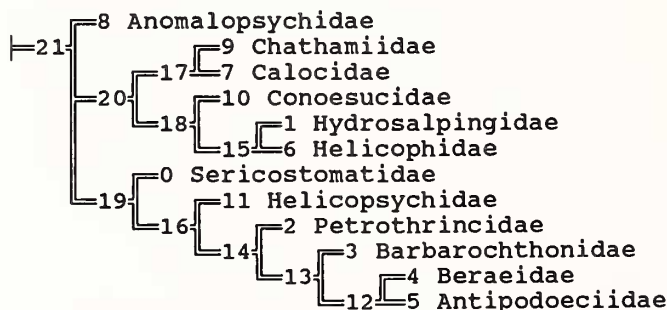 8 Anomalopsychidae
21 9 Chathamiidae
17 7 Calocidae
20 10 Conoesucidae
18 1 Hydrosalpingidae
15 6 Helicophidae
0 Sericostomatidae
19 11 Helicopsychidae
16 2 Petrothrincidae
14 3 Barbarochthonidae
13 4 Beraeidae
12 5 Antipodoeciidae